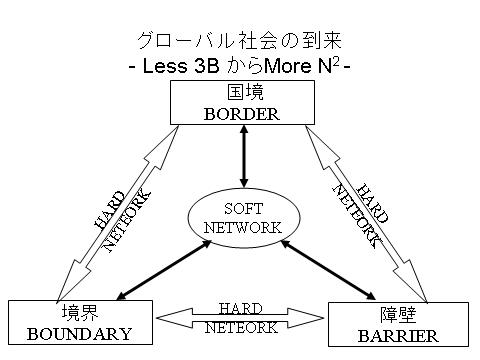 グローバル社会の到来
- Less 3B からMore N² -
国境
BORDER
HARD
NETEORK
HARD
NETEORK
SOFT
NETWORK
境界
BOUNDARY
HARD
NETEORK
障壁
BARRIER